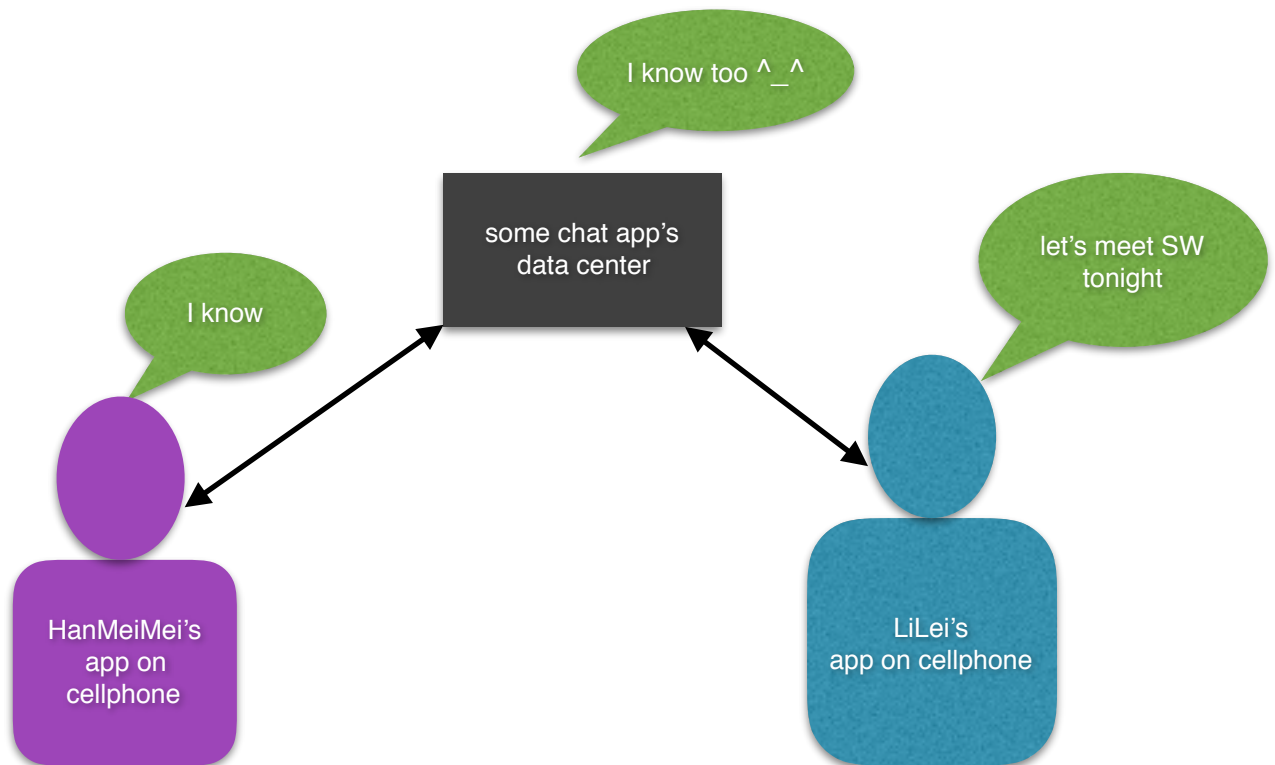 I know too ^_^
some chat app’s
data center
let’s meet SW
tonight
I know
HanMeiMei’s
app on
cellphone
LiLei’s
app on cellphone